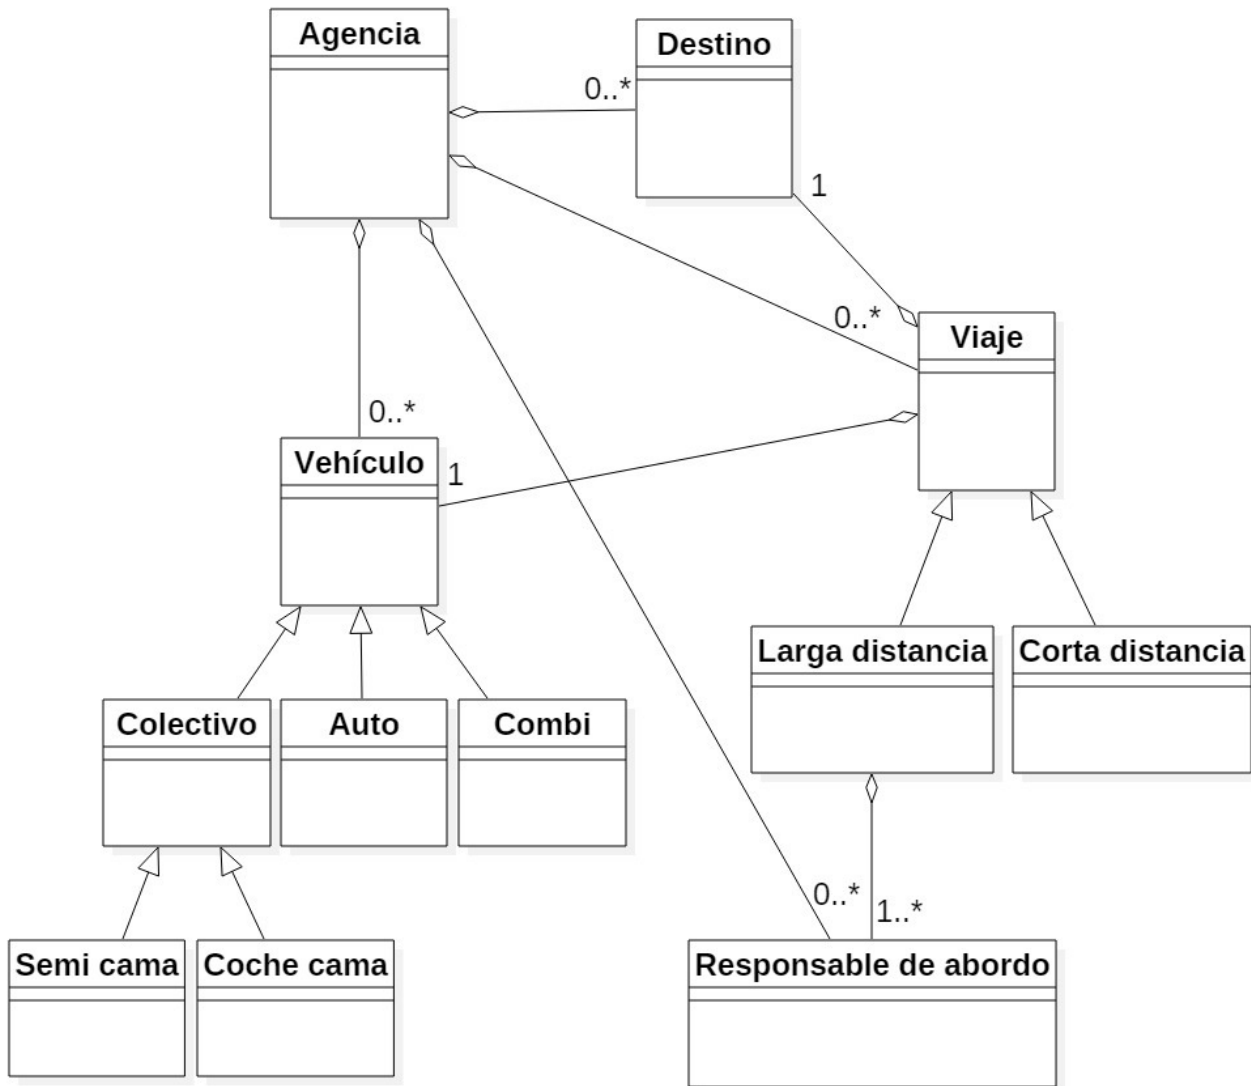 Agencia
Destino
0..*
1
0..*
Viaje
0..*
Vehículo
1
Larga distancia
Corta distancia
Colectivo
Auto
Combi
0..*
1..*
Semi cama
Coche cama
Responsable de abordo